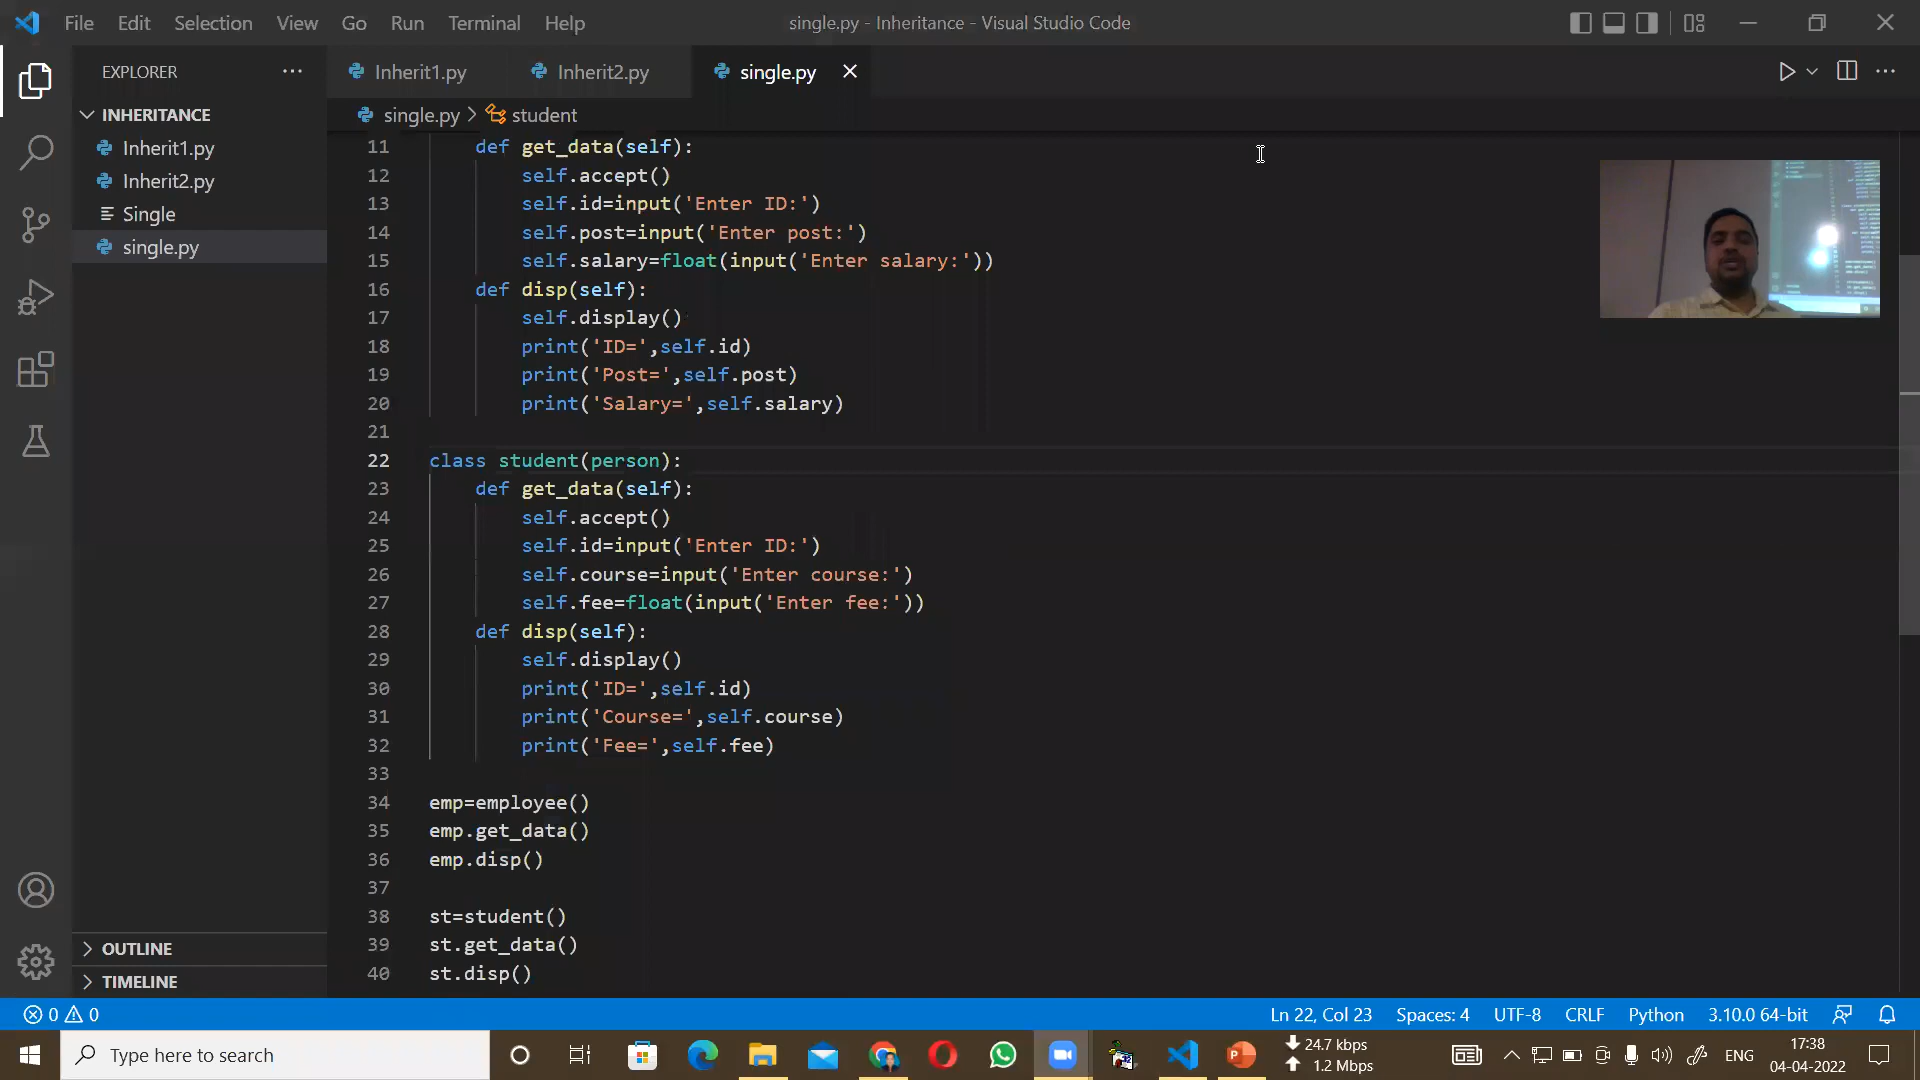 File Edit Selection View Go Run Terminal Help
single.py - Inheritance - Visual Studio Code
EXPLORER
Inherit1.py
Inherit2.py
single.py
INHERITANCE
Inherit1.py
Inherit2.py
Single
single.py
OUTLINE
TIMELINE
single.py > student
11 def get_data(self):
12 self.accept()
13 self.id=input('Enter ID:')
14 self.post=input('Enter post:')
15 self.salary=float(input('Enter salary:'))
16 def disp(self):
17 self.display()
18 print('ID=',self.id)
19 print('Post=',self.post)
20 print('Salary=',self.salary)
21
22 class student(person):
23 def get_data(self):
24 self.accept()
25 self.id=input('Enter ID:')
26 self.course=input('Enter course:')
27 self.fee=float(input('Enter fee:'))
28 def disp(self):
29 self.display()
30 print('ID=',self.id)
31 print('Course=',self.course)
32 print('Fee=',self.fee)
33
34 emp=employee()
35 emp.get_data()
36 emp.disp()
37
38 st=student()
39 st.get_data()
40 st.disp()
0 0
Ln 22, Col 23 Spaces: 4 UTF-8 CRLF Python 3.10.0 64-bit
Type here to search
24.7 kbps
1.2 Mbps
ENG
17:38
04-04-2022